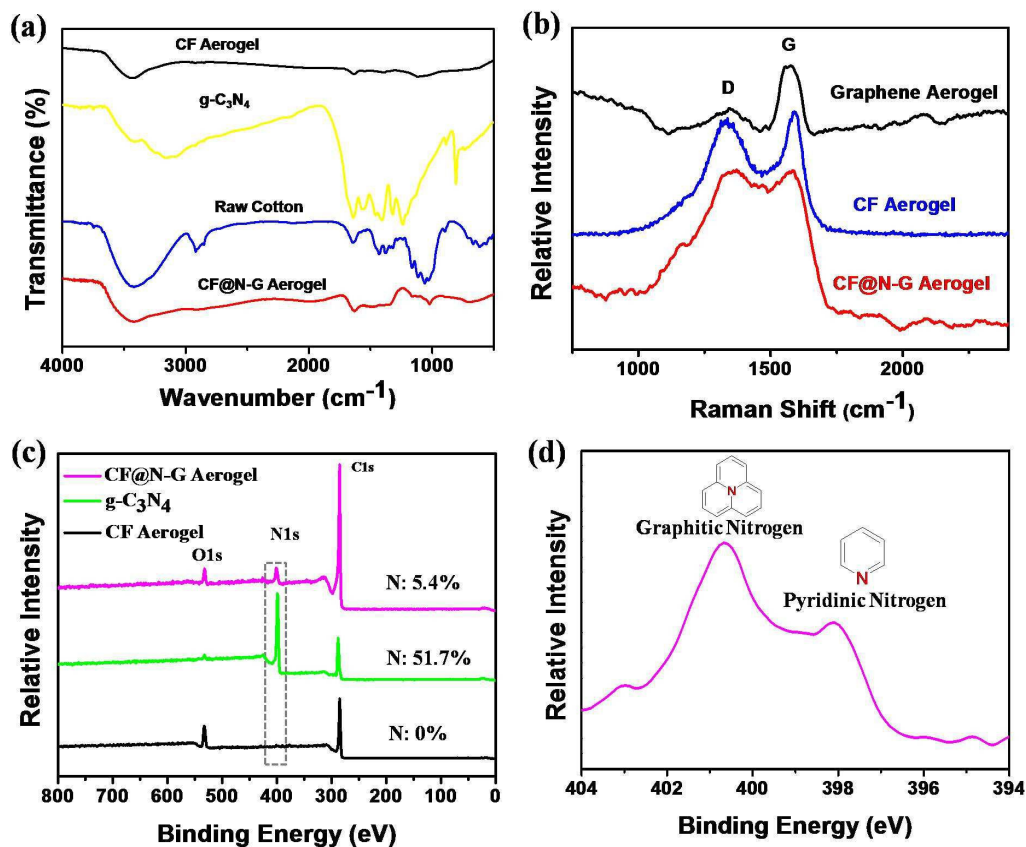 (a)
CF Aerogel
g-C₃N₄
Raw Cotton
CF@N-G Aerogel
Transmittance (%)
4000 3000 2000 1000
Wavenumber (cm⁻¹)
(b)
G
D
Graphene Aerogel
CF Aerogel
CF@N-G Aerogel
Relative Intensity
1000 1500 2000
Raman Shift (cm⁻¹)
(c)
CF@N-G Aerogel
g-C₃N₄
CF Aerogel
C1s
N1s
O1s
N: 5.4%
N: 51.7%
N: 0%
Relative Intensity
800 700 600 500 400 300 200 100 0
Binding Energy (eV)
(d)
N
Graphitic Nitrogen
N
Pyridinic Nitrogen
Relative Intensity
404 402 400 398 396 394
Binding Energy (eV)